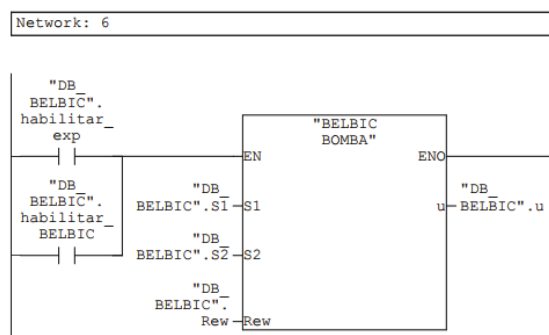 Network: 6
"DB_
BELBIC".
habilitar_
exp
"DB_
BELBIC".
habilitar_
BELBIC
"BELBIC
BOMBA"
EN
ENO
"DB_
BELBIC".S1
S1
"DB_
BELBIC".S2
S2
"DB_
BELBIC".
Rew
Rew
u
"DB_
BELBIC".u